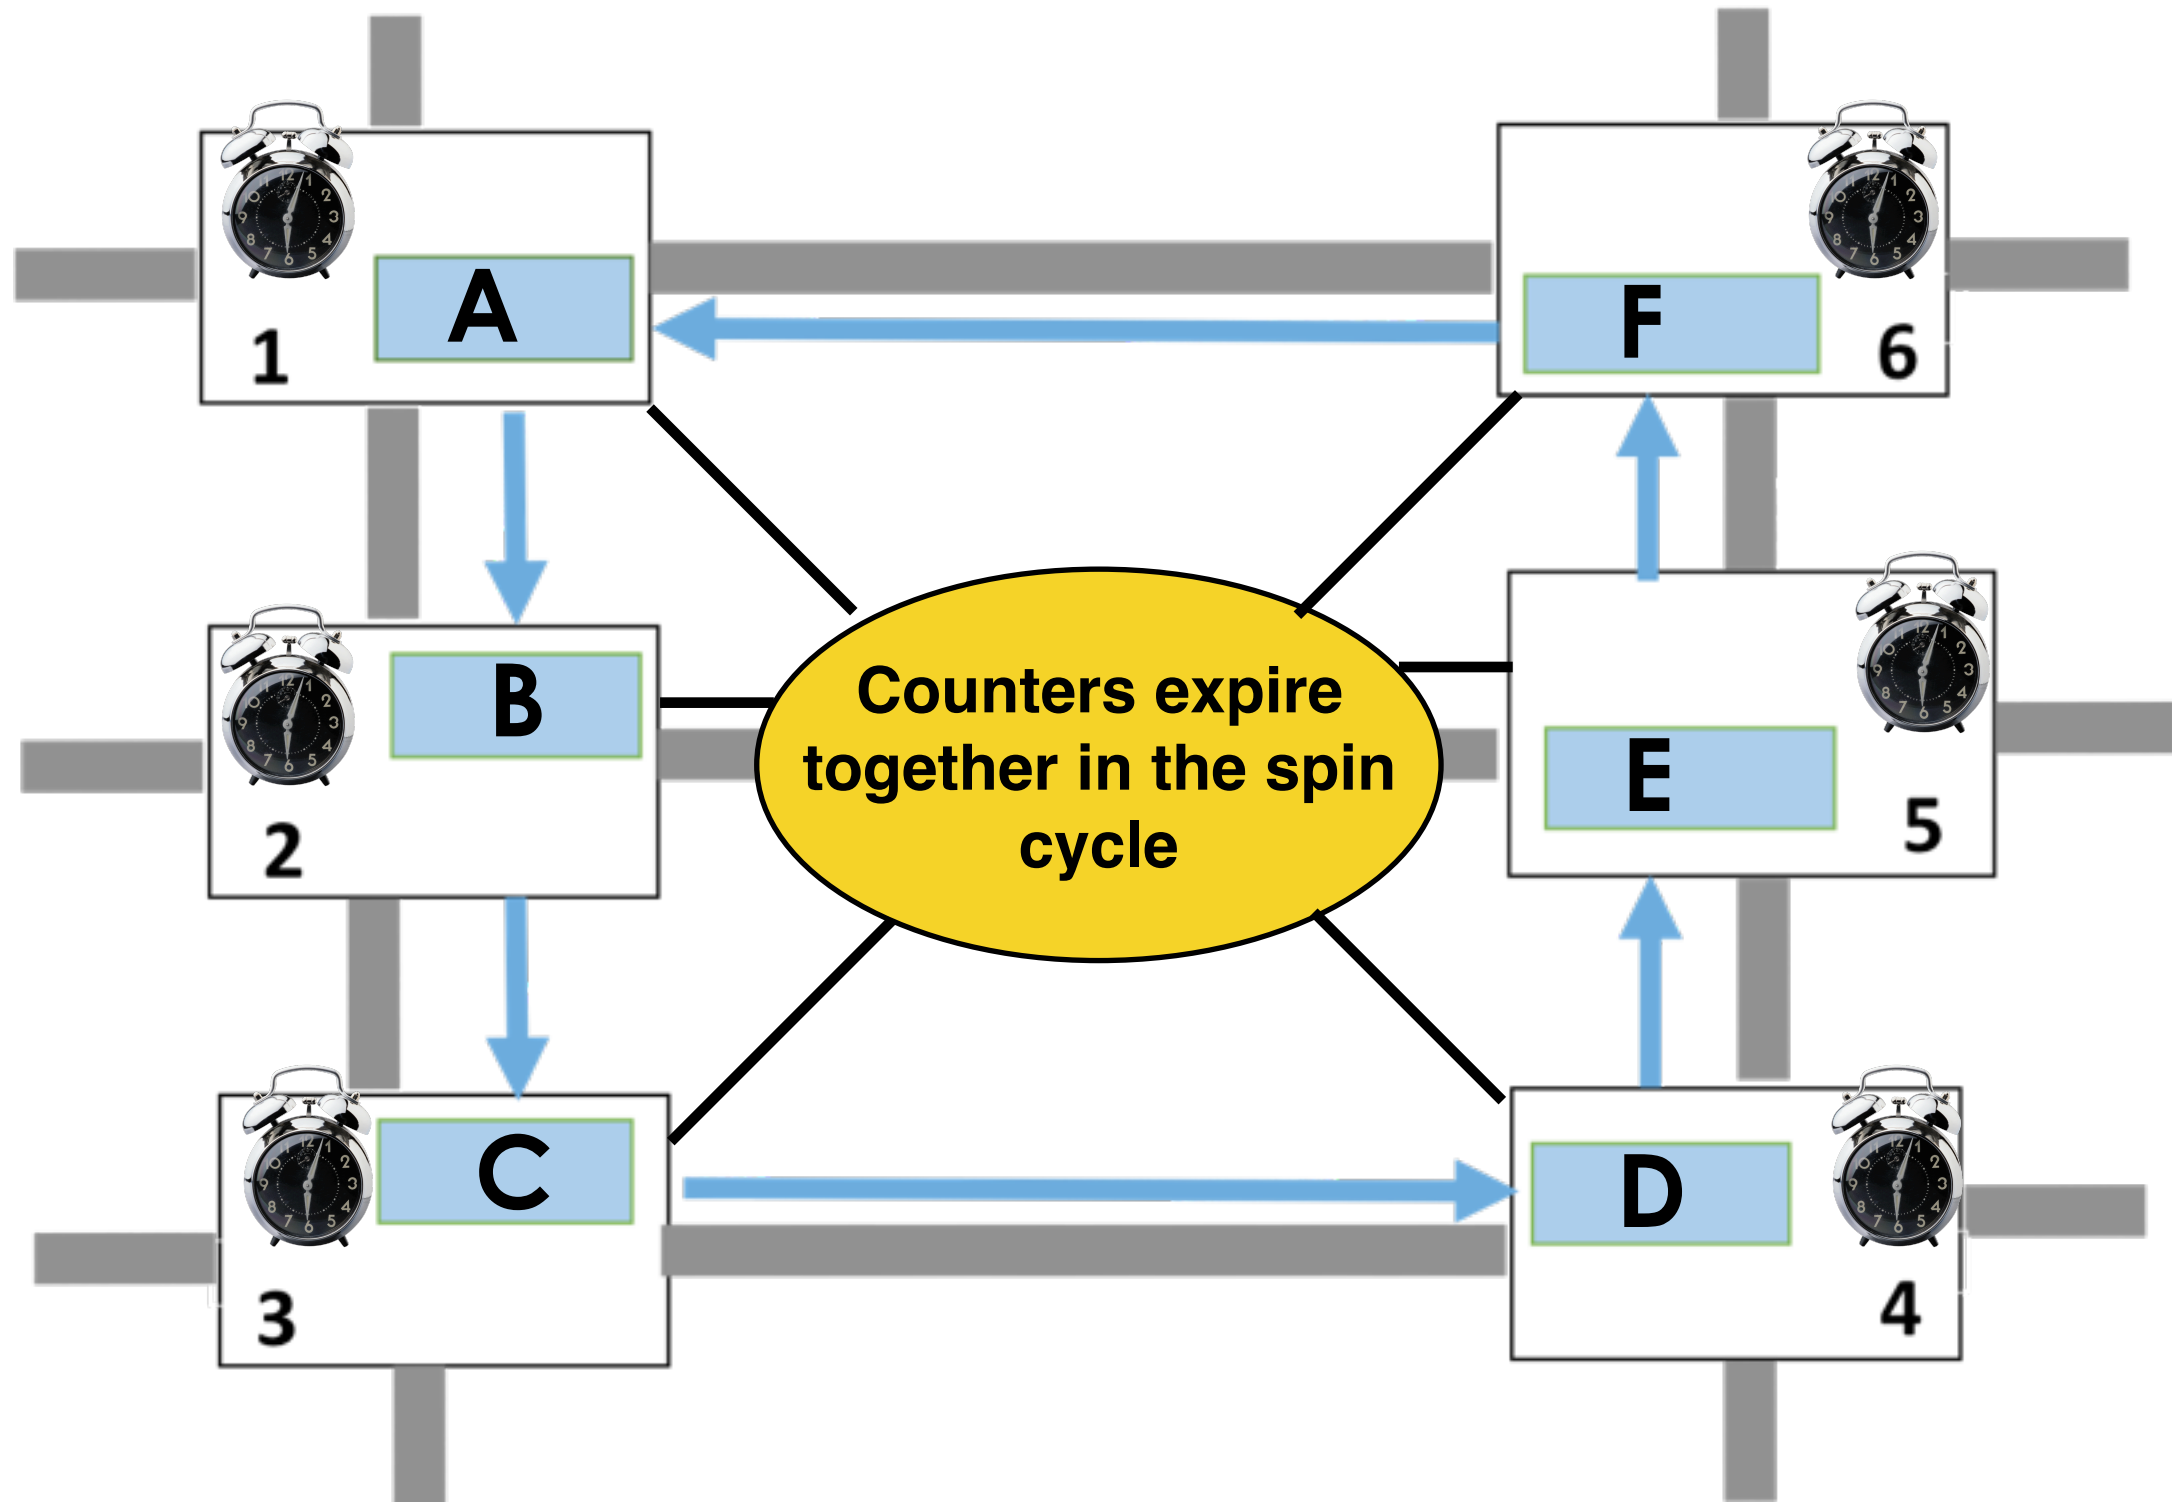 A
1
F
6
B
2
Counters expire
together in the spin
cycle
E
5
C
3
D
4